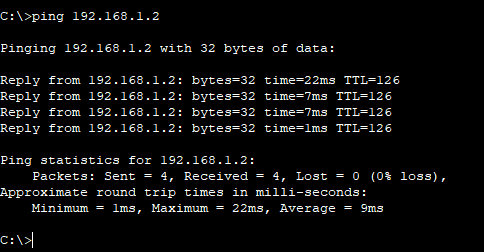 C:\>ping 192.168.1.2
Pinging 192.168.1.2 with 32 bytes of data:
Reply from 192.168.1.2: bytes=32 time=22ms TTL=126
Reply from 192.168.1.2: bytes=32 time=7ms TTL=126
Reply from 192.168.1.2: bytes=32 time=7ms TTL=126
Reply from 192.168.1.2: bytes=32 time=1ms TTL=126
Ping statistics for 192.168.1.2:
    Packets: Sent = 4, Received = 4, Lost = 0 (0% loss),
Approximate round trip times in milli-seconds:
    Minimum = 1ms, Maximum = 22ms, Average = 9ms
C:\>